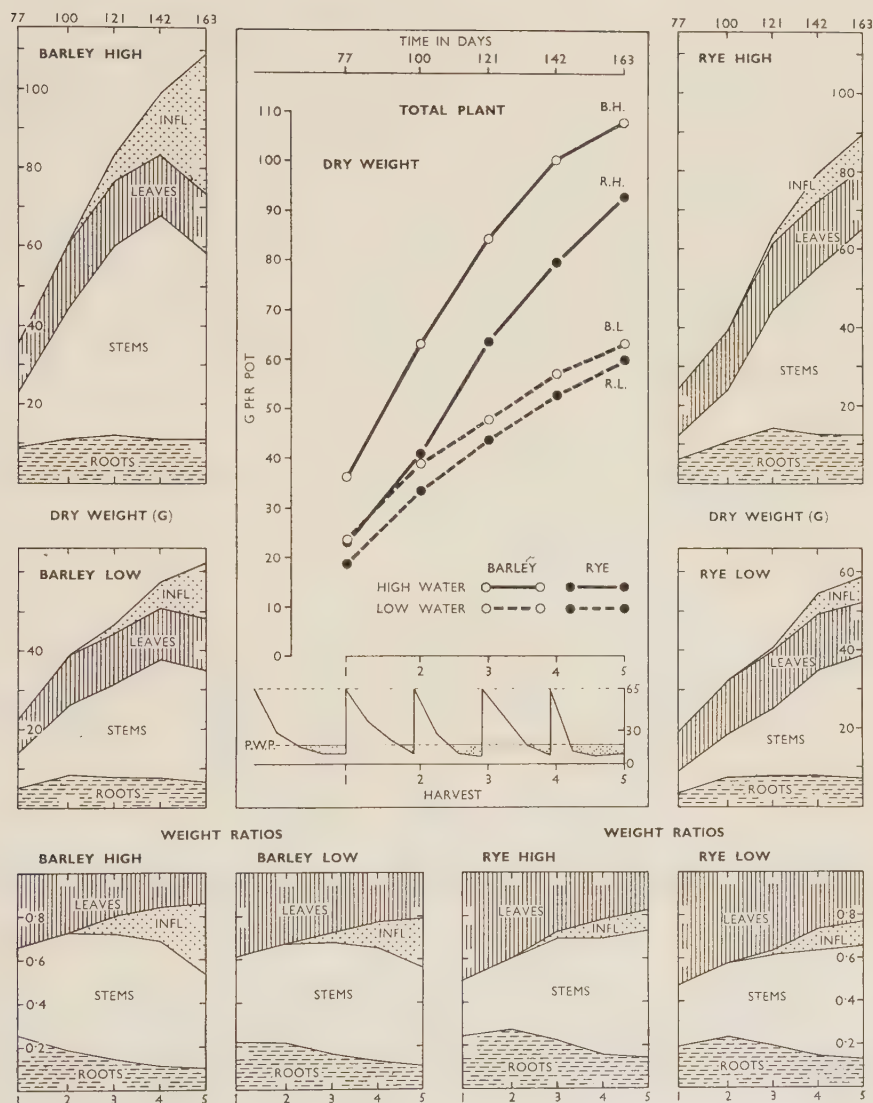 77 100 121 142 163
BARLEY HIGH
100
80
60
40
20
INFL
LEAVES
STEMS
ROOTS
DRY WEIGHT (G)
BARLEY LOW
40
20
INFL
LEAVES
STEMS
ROOTS
TIME IN DAYS
77 100 121 142 163
TOTAL PLANT
DRY WEIGHT
B.H.
R.H.
B.L
R.L.
G PER POT
110
100
90
80
70
60
50
40
30
20
10
0
BARLEY RYE
HIGH WATER
LOW WATER
1 2 3 4 5
65
30
P.W.P.
0
1 2 3 4 5
HARVEST
77 100 121 142 163
RYE HIGH
100
80
60
40
20
INFL
LEAVES
STEMS
ROOTS
DRY WEIGHT (G)
RYE LOW
60
40
20
INFL
LEAVES
STEMS
ROOTS
WEIGHT RATIOS
WEIGHT RATIOS
BARLEY HIGH
0·8
0·6
0·4
0·2
LEAVES
INFL
STEMS
ROOTS
1 2 3 4 5
BARLEY LOW
LEAVES
INFL
STEMS
ROOTS
1 2 3 4 5
RYE HIGH
LEAVES
INFL
STEMS
ROOTS
1 2 3 4 5
RYE LOW
0·8
0·6
0·4
0·2
LEAVES
INFL
STEMS
ROOTS
1 2 3 4 5